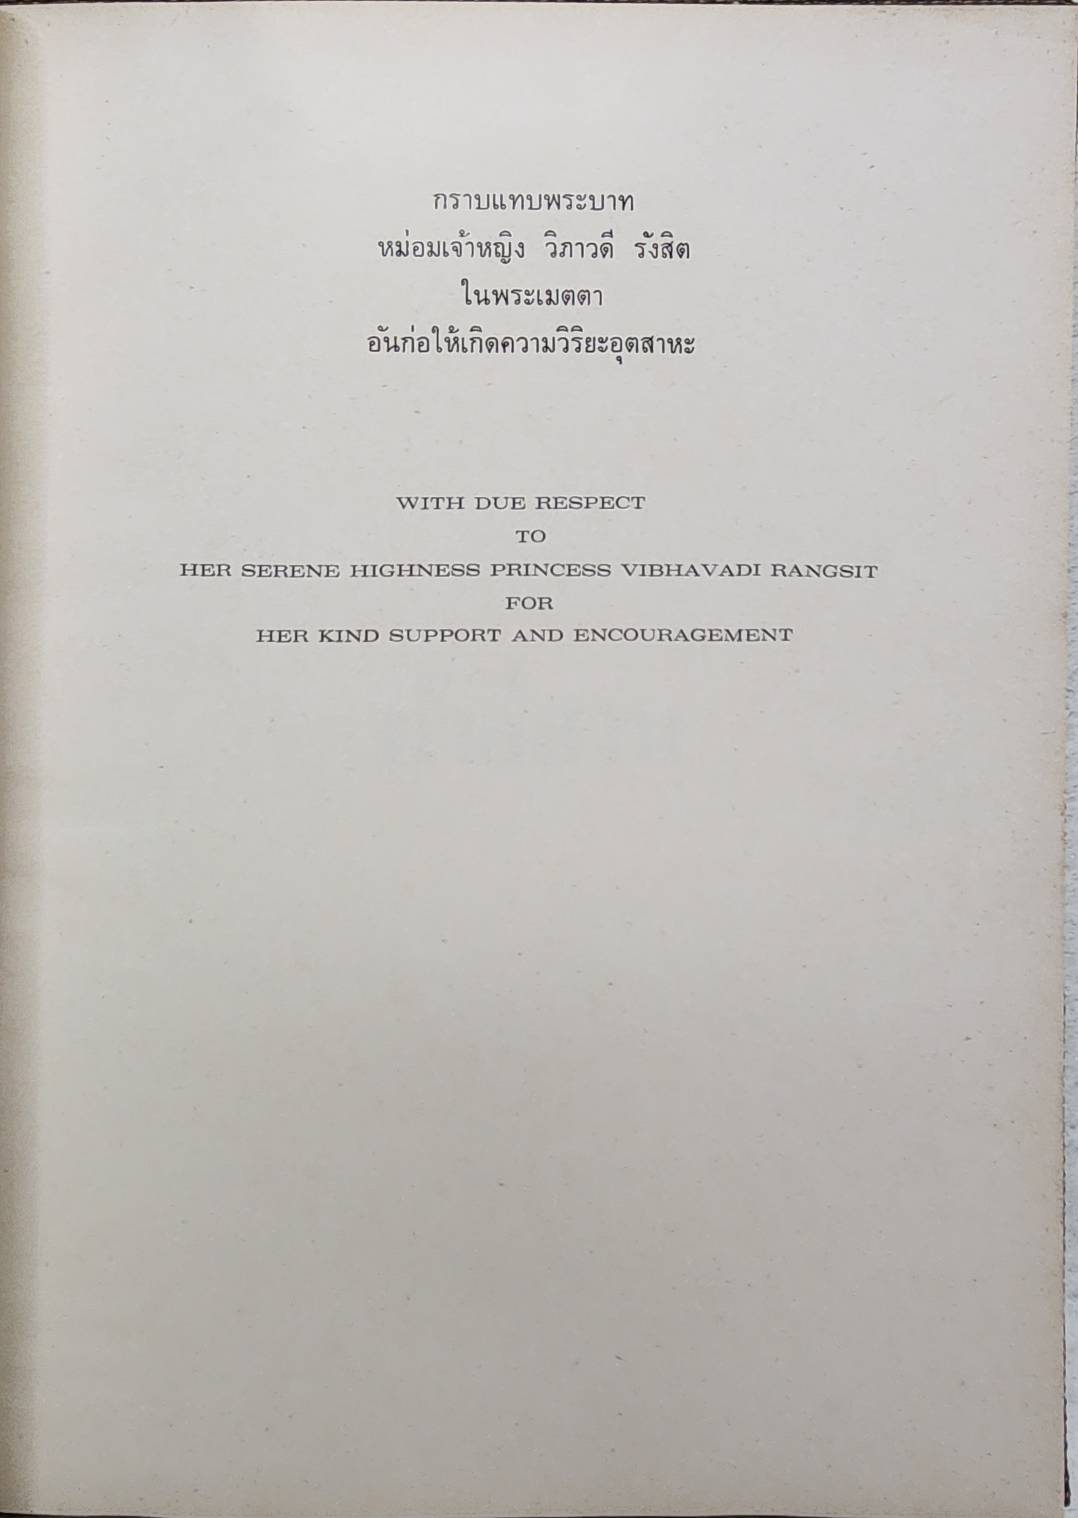 กราบแทบพระบาท
หม่อมเจ้าหญิง วิภาวดี รังสิต
ในพระเมตตา
อันก่อให้เกิดความวิริยะอุตสาหะ
WITH DUE RESPECT
TO
HER SERENE HIGHNESS PRINCESS VIBHAVADI RANGSIT
FOR
HER KIND SUPPORT AND ENCOURAGEMENT